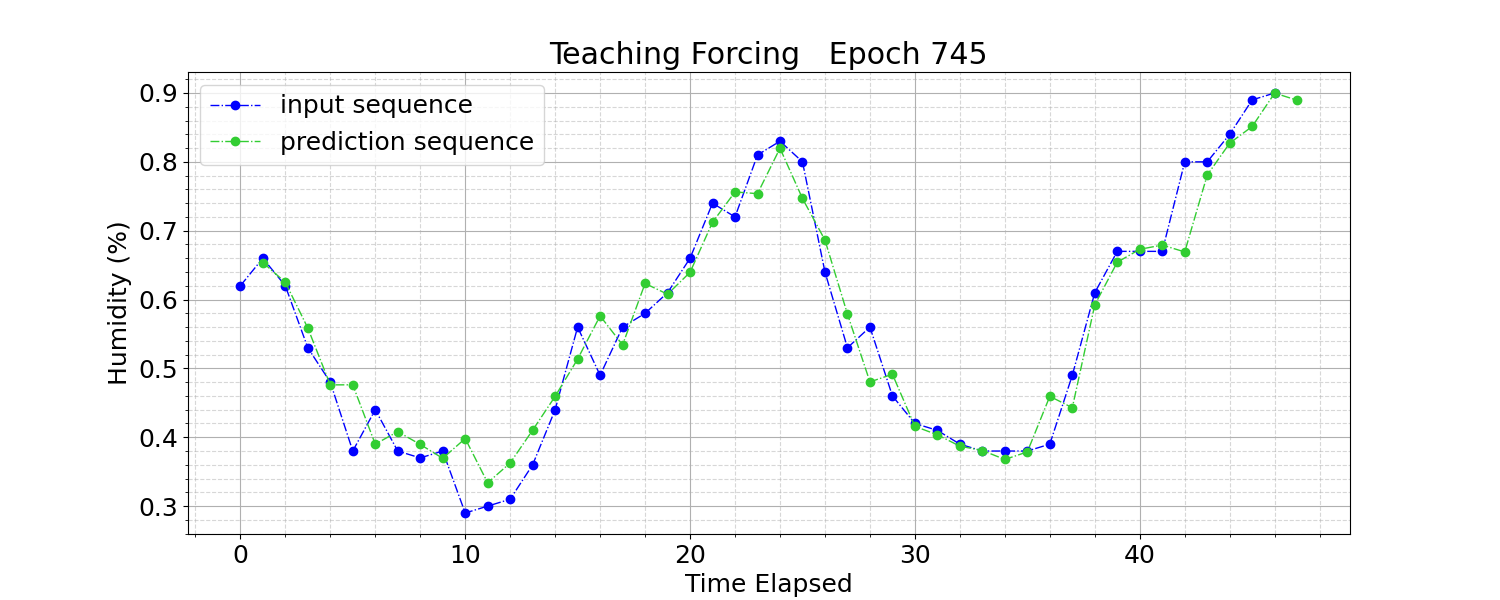 Teaching Forcing   Epoch 745
input sequence
prediction sequence
Humidity (%)
0.9
0.8
0.7
0.6
0.5
0.4
0.3
0 10 20 30 40
Time Elapsed